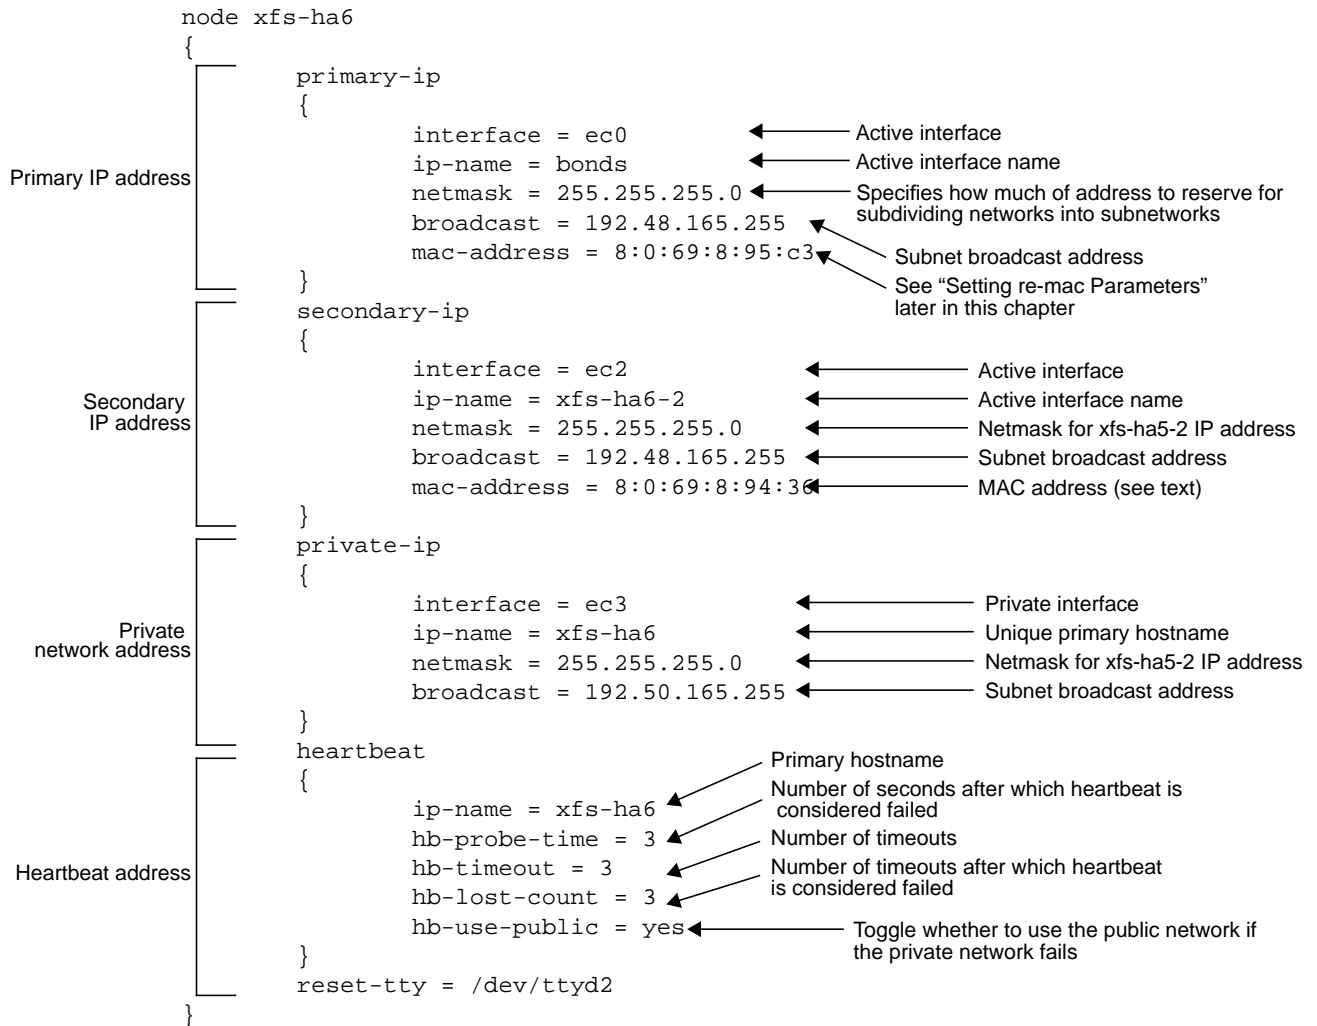 node xfs-ha6
{
primary-ip
{
interface = ec0
Active interface
ip-name = bonds
Active interface name
Primary IP address
netmask = 255.255.255.0
Specifies how much of address to reserve for
subdividing networks into subnetworks
broadcast = 192.48.165.255
Subnet broadcast address
mac-address = 8:0:69:8:95:c3
See “Setting re-mac Parameters”
later in this chapter
}
secondary-ip
{
interface = ec2
Active interface
Secondary
IP address
ip-name = xfs-ha6-2
Active interface name
netmask = 255.255.255.0
Netmask for xfs-ha5-2 IP address
broadcast = 192.48.165.255
Subnet broadcast address
mac-address = 8:0:69:8:94:36
MAC address (see text)
}
private-ip
{
interface = ec3
Private interface
Private
network address
ip-name = xfs-ha6
Unique primary hostname
netmask = 255.255.255.0
Netmask for xfs-ha5-2 IP address
broadcast = 192.50.165.255
Subnet broadcast address
}
heartbeat
{
ip-name = xfs-ha6
Primary hostname
hb-probe-time = 3
Number of seconds after which heartbeat is
considered failed
Heartbeat address
hb-timeout = 3
Number of timeouts
hb-lost-count = 3
Number of timeouts after which heartbeat
is considered failed
hb-use-public = yes
Toggle whether to use the public network if
the private network fails
}
reset-tty = /dev/ttyd2
}